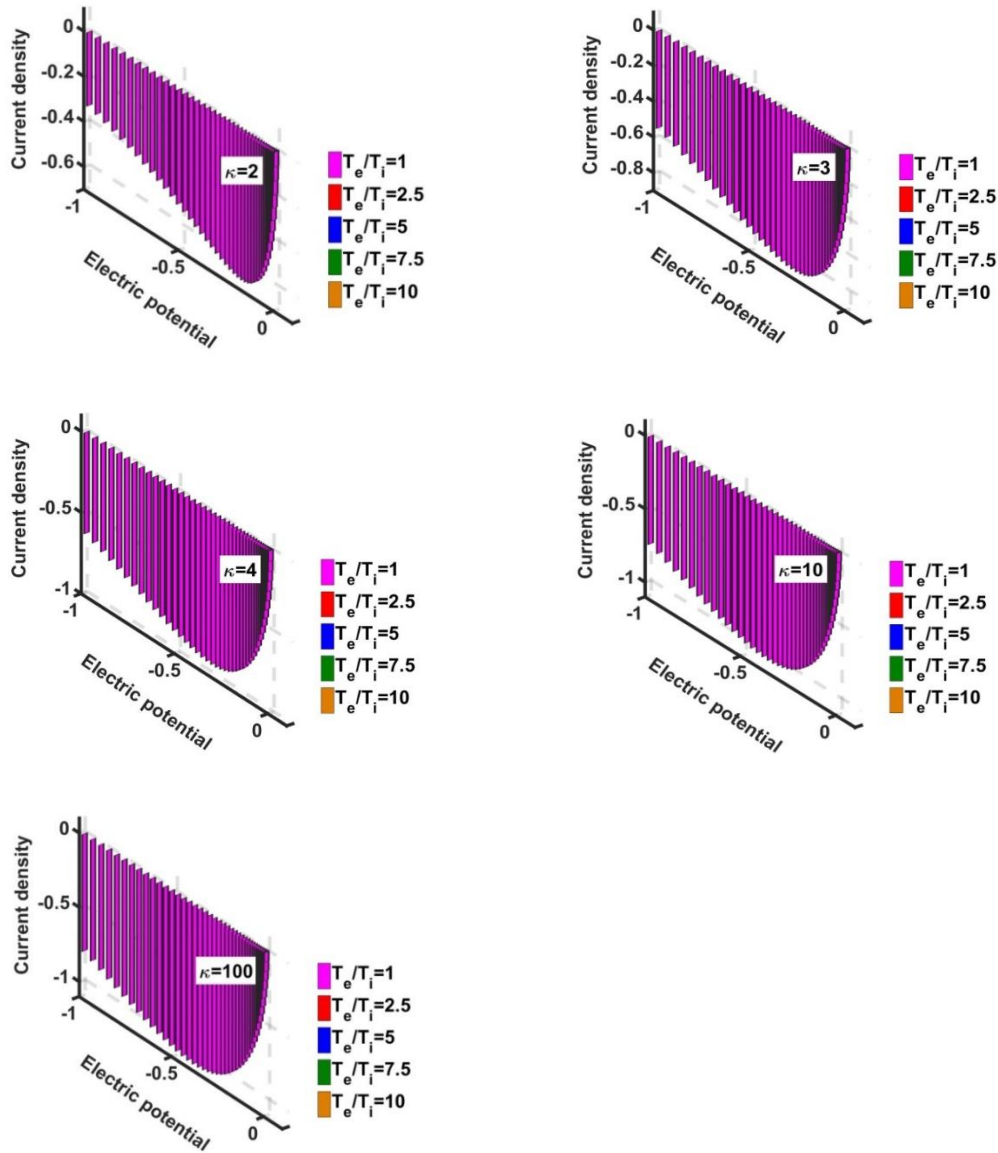 Current density
0
-0.2
-0.4
-0.6
-1
-0.5
0
Electric potential
κ=2
Te/Ti=1
Te/Ti=2.5
Te/Ti=5
Te/Ti=7.5
Te/Ti=10
Current density
0
-0.2
-0.4
-0.6
-0.8
-1
-0.5
0
Electric potential
κ=3
Te/Ti=1
Te/Ti=2.5
Te/Ti=5
Te/Ti=7.5
Te/Ti=10
Current density
0
-0.5
-1
-1
-0.5
0
Electric potential
κ=4
Te/Ti=1
Te/Ti=2.5
Te/Ti=5
Te/Ti=7.5
Te/Ti=10
Current density
0
-0.5
-1
-1
-0.5
0
Electric potential
κ=10
Te/Ti=1
Te/Ti=2.5
Te/Ti=5
Te/Ti=7.5
Te/Ti=10
Current density
0
-0.5
-1
-1
-0.5
0
Electric potential
κ=100
Te/Ti=1
Te/Ti=2.5
Te/Ti=5
Te/Ti=7.5
Te/Ti=10